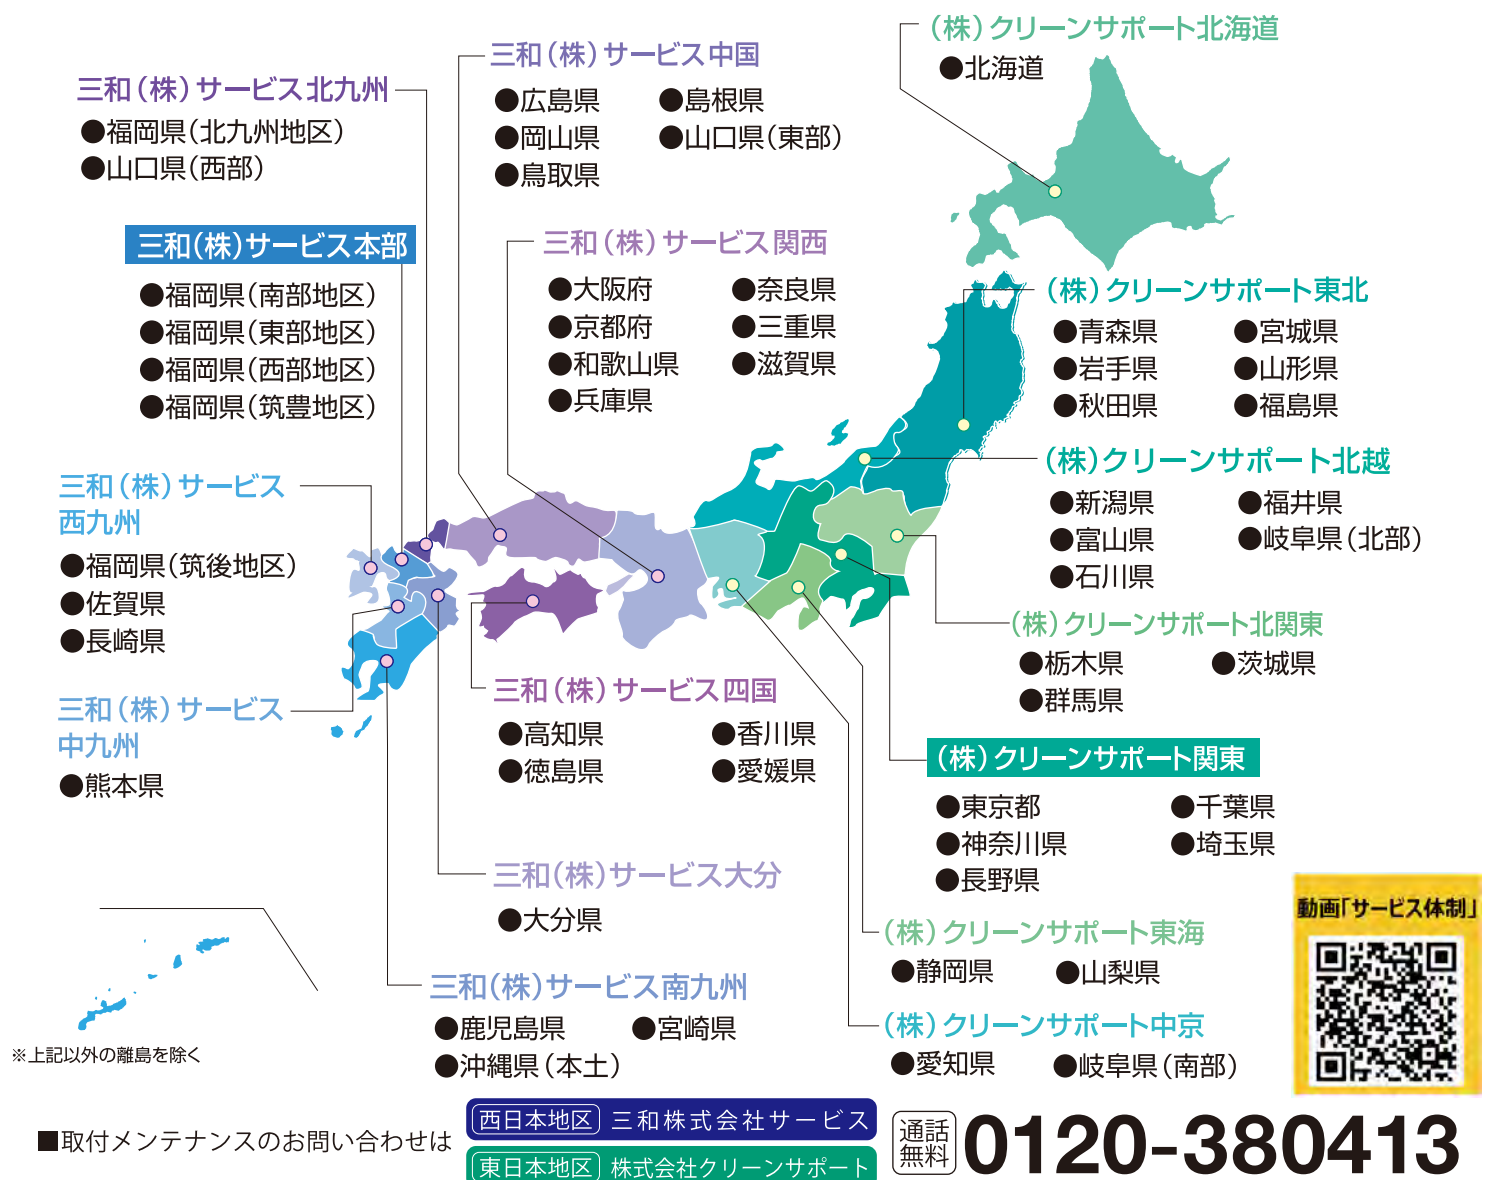 (株)クリーンサポート北海道
●北海道
三和(株)サービス中国
●広島県 ●島根県
●岡山県 ●山口県(東部)
●鳥取県
三和(株)サービス北九州
●福岡県(北九州地区)
●山口県(西部)
三和(株)サービス本部
●福岡県(南部地区)
●福岡県(東部地区)
●福岡県(西部地区)
●福岡県(筑豊地区)
三和(株)サービス関西
●大阪府 ●奈良県
●京都府 ●三重県
●和歌山県 ●滋賀県
●兵庫県
(株)クリーンサポート東北
●青森県 ●宮城県
●岩手県 ●山形県
●秋田県 ●福島県
(株)クリーンサポート北越
●新潟県 ●福井県
●富山県 ●岐阜県(北部)
●石川県
三和(株)サービス
西九州
●福岡県(筑後地区)
●佐賀県
●長崎県
(株)クリーンサポート北関東
●栃木県 ●茨城県
●群馬県
三和(株)サービス
中九州
●熊本県
三和(株)サービス四国
●高知県 ●香川県
●徳島県 ●愛媛県
(株)クリーンサポート関東
●東京都 ●千葉県
●神奈川県 ●埼玉県
●長野県
三和(株)サービス大分
●大分県
(株)クリーンサポート東海
●静岡県 ●山梨県
三和(株)サービス南九州
●鹿児島県 ●宮崎県
●沖縄県(本土)
(株)クリーンサポート中京
●愛知県 ●岐阜県(南部)
動画「サービス体制」
※上記以外の離島を除く
■取付メンテナンスのお問い合わせは
西日本地区 三和株式会社サービス
東日本地区 株式会社クリーンサポート
通話
無料
0120-380413